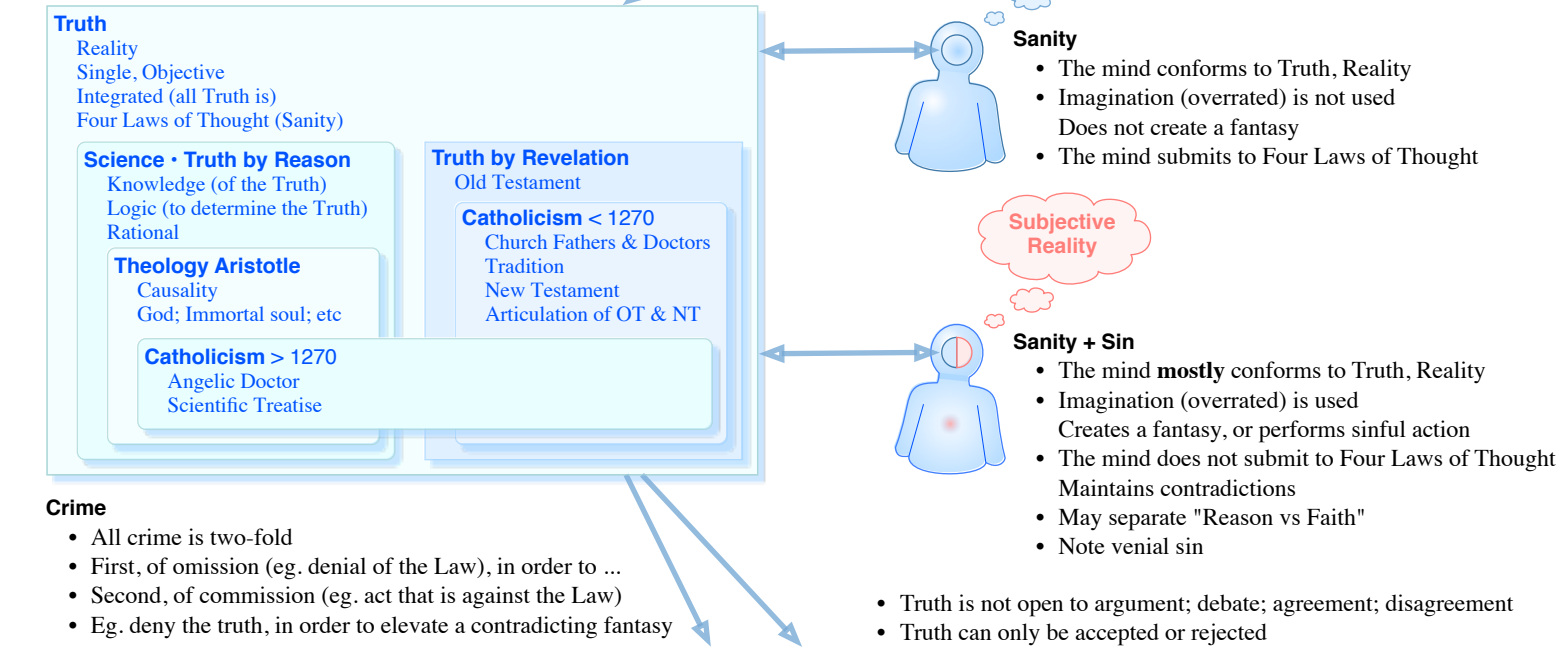 Truth
Reality
Single, Objective
Integrated (all Truth is)
Four Laws of Thought (Sanity)
Science • Truth by Reason
Knowledge (of the Truth)
Logic (to determine the Truth)
Rational
Theology Aristotle
Causality
God; Immortal soul; etc
Truth by Revelation
Old Testament
Catholicism < 1270
Church Fathers & Doctors
Tradition
New Testament
Articulation of OT & NT
Catholicism > 1270
Angelic Doctor
Scientific Treatise
Sanity
• The mind conforms to Truth, Reality
• Imagination (overrated) is not used
Does not create a fantasy
• The mind submits to Four Laws of Thought
Subjective
Reality
Sanity + Sin
• The mind mostly conforms to Truth, Reality
• Imagination (overrated) is used
Creates a fantasy, or performs sinful action
• The mind does not submit to Four Laws of Thought
Maintains contradictions
• May separate "Reason vs Faith"
• Note venial sin
Crime
• All crime is two-fold
• First, of omission (eg. denial of the Law), in order to ...
• Second, of commission (eg. act that is against the Law)
• Eg. deny the truth, in order to elevate a contradicting fantasy
• Truth is not open to argument; debate; agreement; disagreement
• Truth can only be accepted or rejected